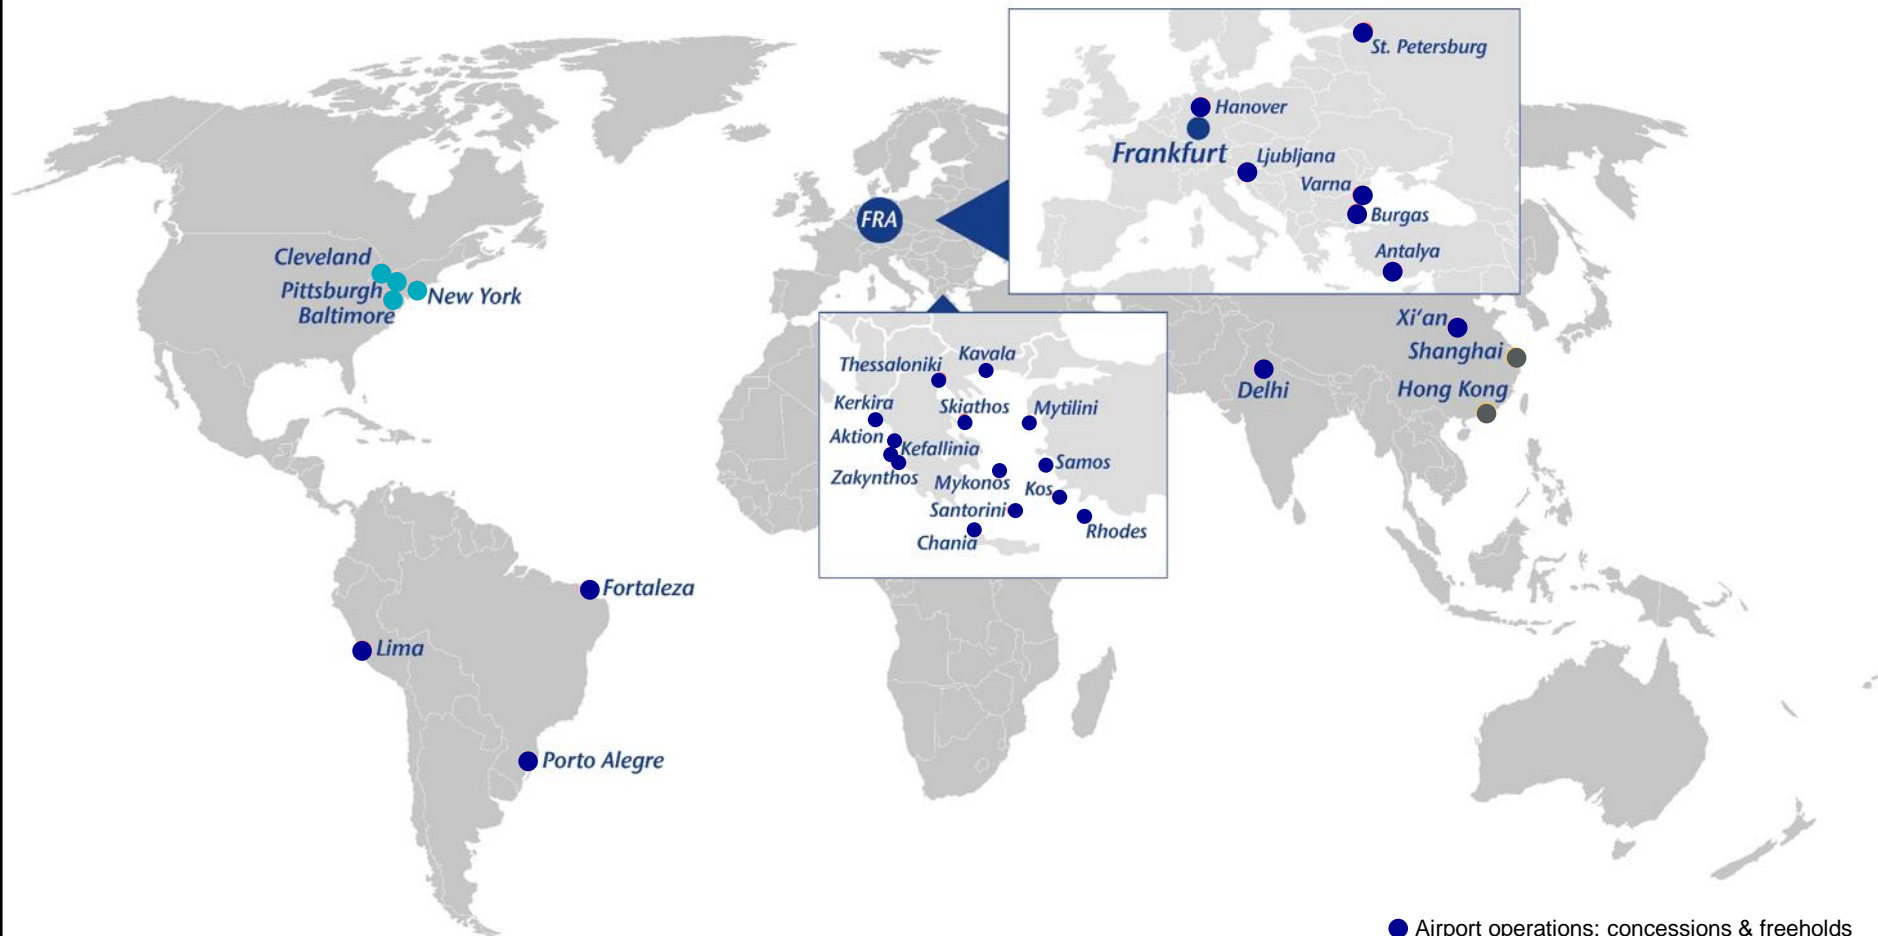 St. Petersburg
Hanover
Frankfurt
Ljubljana
Varna
Burgas
Antalya
FRA
Cleveland
Pittsburgh
New York
Baltimore
Xi‘an
Shanghai
Delhi
Hong Kong
Thessaloniki
Kavala
Kerkira
Skiathos
Mytilini
Aktion
Kefallinia
Zakynthos
Mykonos
Samos
Kos
Santorini
Rhodes
Chania
Fortaleza
Lima
Porto Alegre
Airport operations: concessions & freeholds